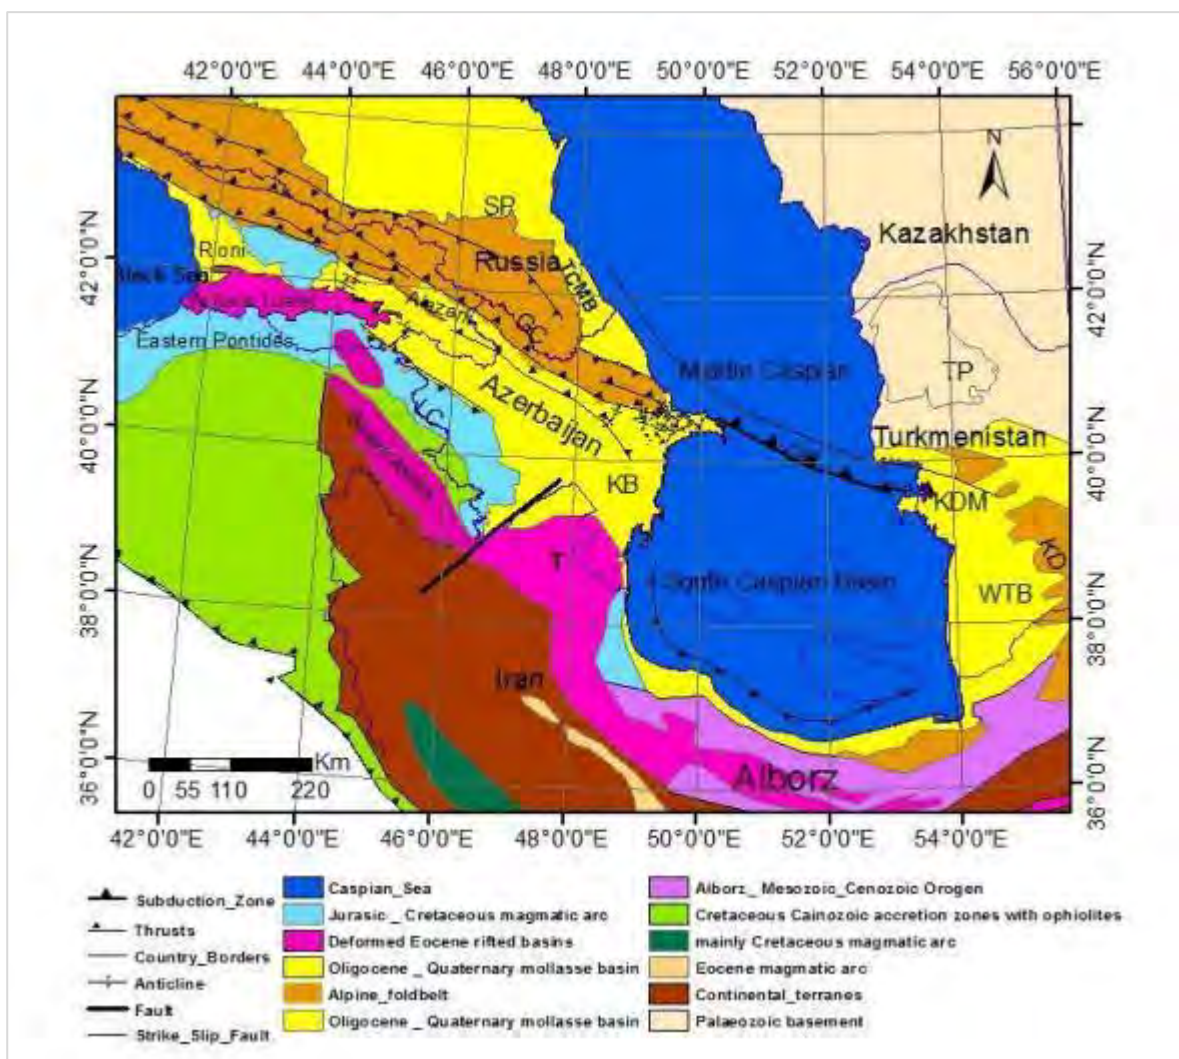 42°0'0"E 44°0'0"E 46°0'0"E 48°0'0"E 50°0'0"E 52°0'0"E 54°0'0"E 56°0'0"E
N
SP
Kazakhstan
42°0'0"N
Rioni
Russia
TCMB
42°0'0"N
Black Sea
Alazani
GC
Eastern Pontides
Middle Caspian
TP
Azerbaijan
LC
Turkmenistan
40°0'0"N
KB
KDM
40°0'0"N
T
KD
South Caspian Basin
WTB
38°0'0"N
38°0'0"N
Iran
36°0'0"N
Km
Alborz
36°0'0"N
0 55 110 220
42°0'0"E 44°0'0"E 46°0'0"E 48°0'0"E 50°0'0"E 52°0'0"E 54°0'0"E
Subduction_Zone
Thrusts
Country_Borders
Anticline
Fault
Strike_Slip_Fault
Caspian_Sea
Jurasic _ Cretaceous magmatic arc
Deformed Eocene rifted basins
Oligocene _ Quaternary mollasse basin
Alpine_foldbelt
Oligocene _ Quaternary mollasse basin
Alborz_ Mesozoic_Cenozoic Orogen
Cretaceous Cainozoic accretion zones with ophiolites
mainly Cretaceous magmatic arc
Eocene magmatic arc
Continental_terranes
Palaeozoic basement